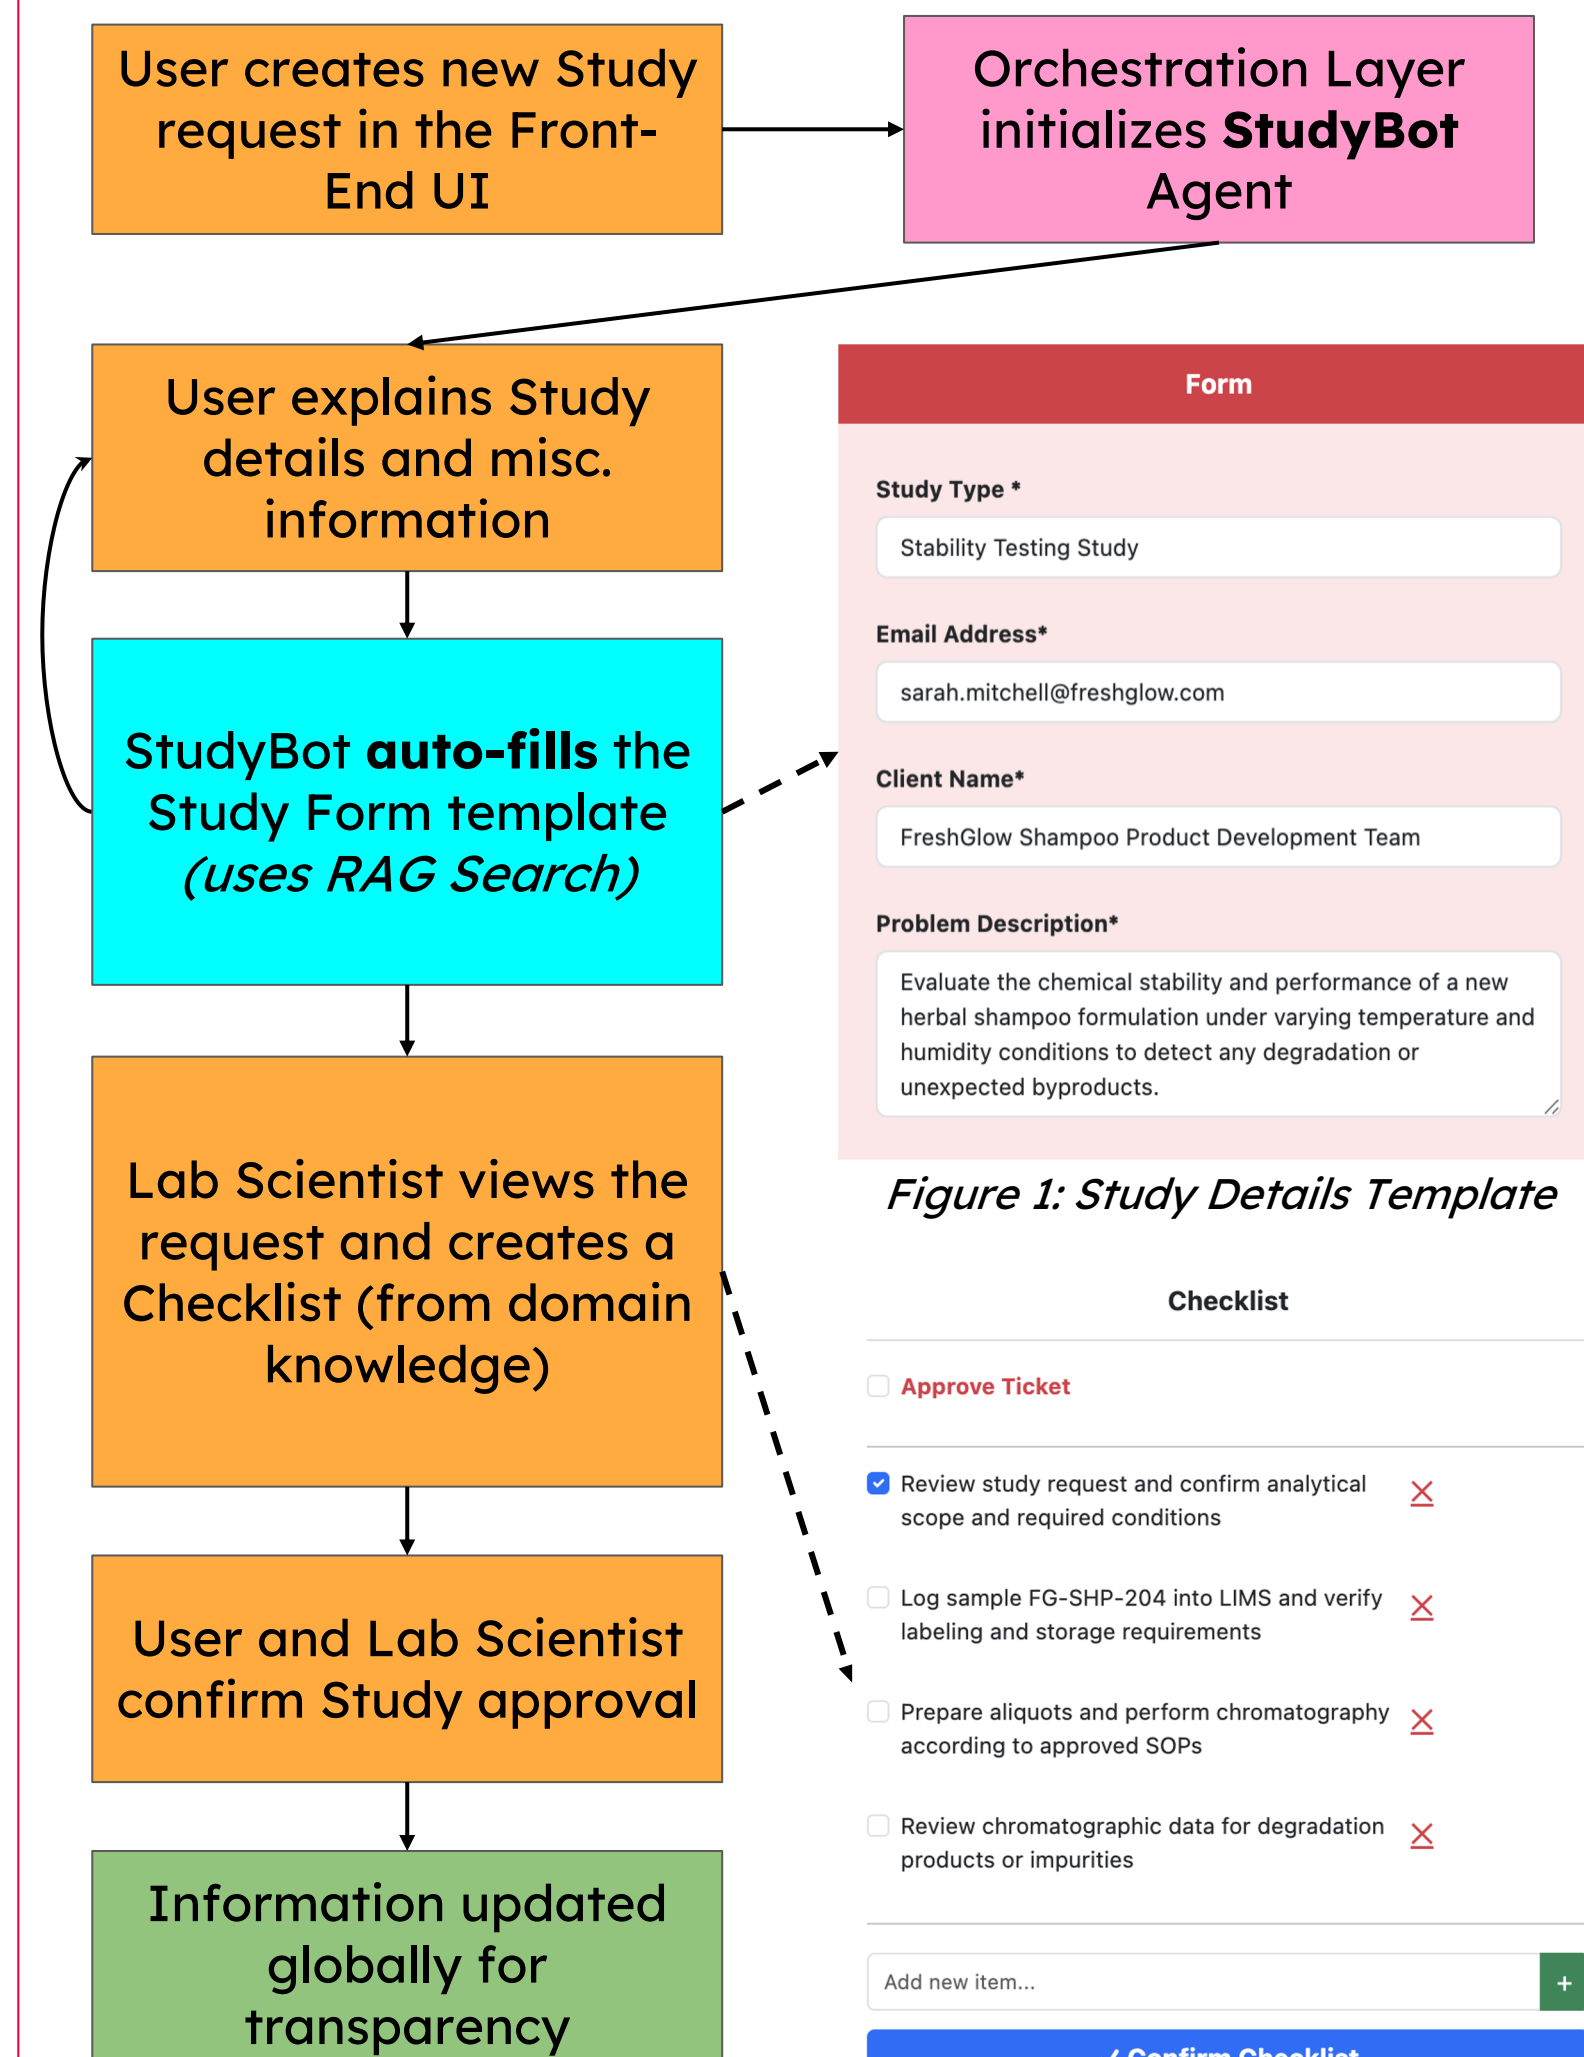 User creates new Study
request in the Front-
End UI
Orchestration Layer
initializes StudyBot
Agent
User explains Study
details and misc.
information
StudyBot auto-fills the
Study Form template
(uses RAG Search)
Form
Study Type *
Stability Testing Study
Email Address*
sarah.mitchell@freshglow.com
Client Name*
FreshGlow Shampoo Product Development Team
Problem Description*
Evaluate the chemical stability and performance of a new
herbal shampoo formulation under varying temperature and
humidity conditions to detect any degradation or
unexpected byproducts.
Figure 1: Study Details Template
Lab Scientist views the
request and creates a
Checklist (from domain
knowledge)
User and Lab Scientist
confirm Study approval
Information updated
globally for
transparency
Checklist
Approve Ticket
Review study request and confirm analytical
scope and required conditions
Log sample FG-SHP-204 into LIMS and verify
labeling and storage requirements
Prepare aliquots and perform chromatography
according to approved SOPs
Review chromatographic data for degradation
products or impurities
Add new item...
+
✓ Confirm Checklist